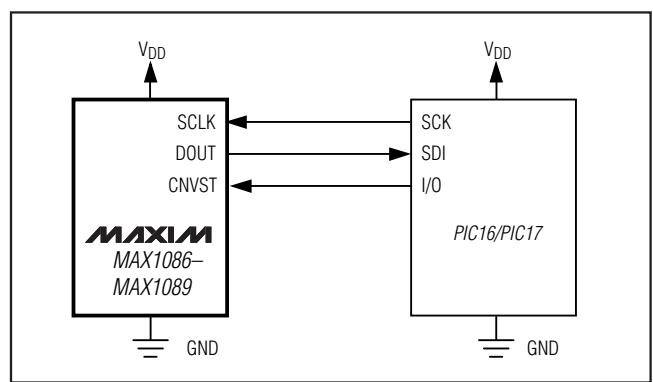 VDD
VDD
SCLK
SCK
DOUT
SDI
CNVST
I/O
MAXIM
MAX1086–
MAX1089
PIC16/PIC17
GND
GND